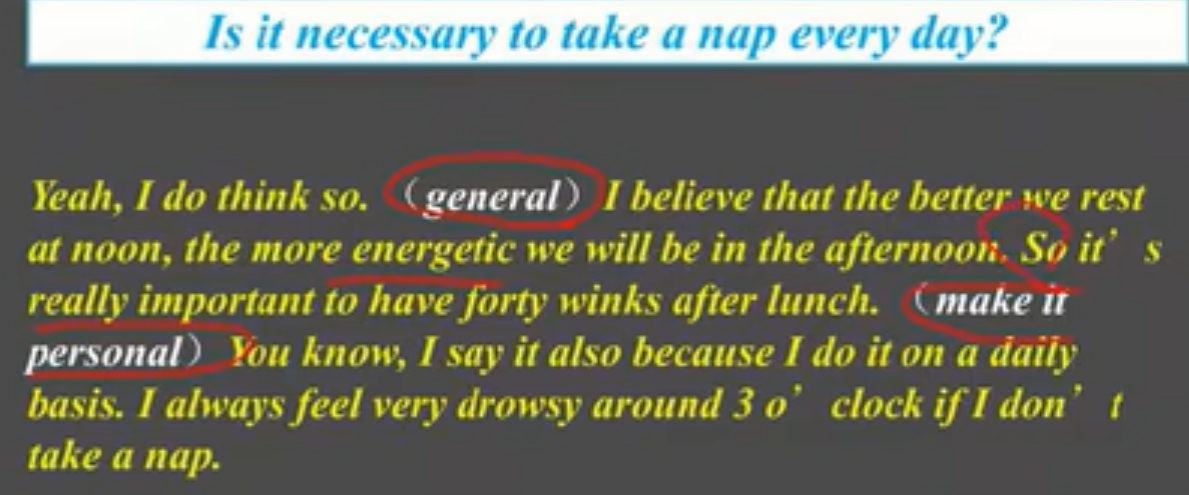 Is it necessary to take a nap every day?
Yeah, I do think so. （general）I believe that the better we rest
at noon, the more energetic we will be in the afternoon. So it’s
really important to have forty winks after lunch. （make it
personal）You know, I say it also because I do it on a daily
basis. I always feel very drowsy around 3 o’clock if I don’t
take a nap.